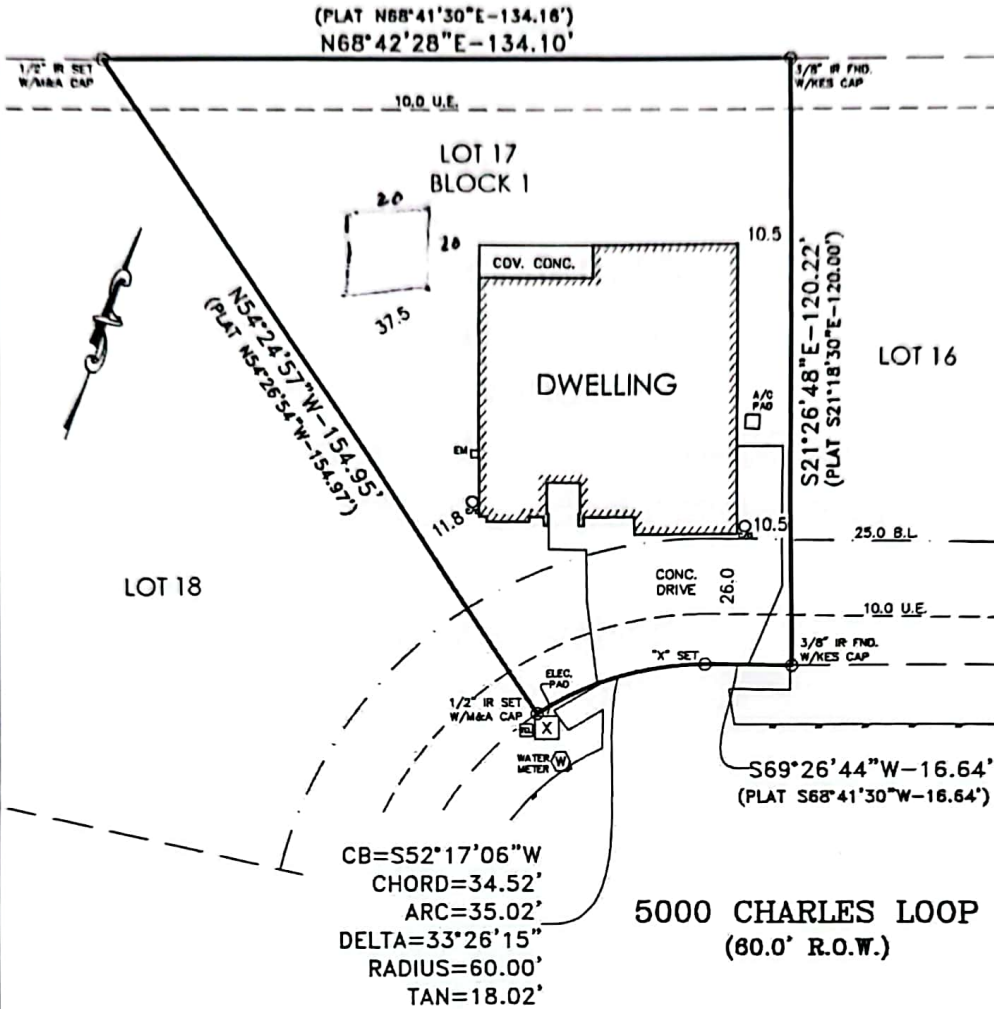 (PLAT N68°41'30"E-134.16')
N68°42'28"E-134.10'
1/2" IR SET
W/M&A CAP
3/8" IR FND.
W/KES CAP
10.0 U.E.
LOT 17
BLOCK 1
20
20
COV. CONC.
10.5
37.5
N54°24'57"W-154.95'
(PLAT N54°26'54"W-154.97')
S21°26'48"E-120.22'
(PLAT S21°18'30"E-120.00')
LOT 16
DWELLING
A/C
PAD
EM
11.8
10.5
25.0 B.L.
LOT 18
CONC.
DRIVE
26.0
10.0 U.E.
"X" SET
3/8" IR FND.
W/KES CAP
ELEC.
PAD
1/2" IR SET
W/M&A CAP
X
WATER
METER
W
S69°26'44"W-16.64'
(PLAT S68°41'30"W-16.64')
CB=S52°17'06"W
CHORD=34.52'
ARC=35.02'
DELTA=33°26'15"
RADIUS=60.00'
TAN=18.02'
5000 CHARLES LOOP
(60.0' R.O.W.)